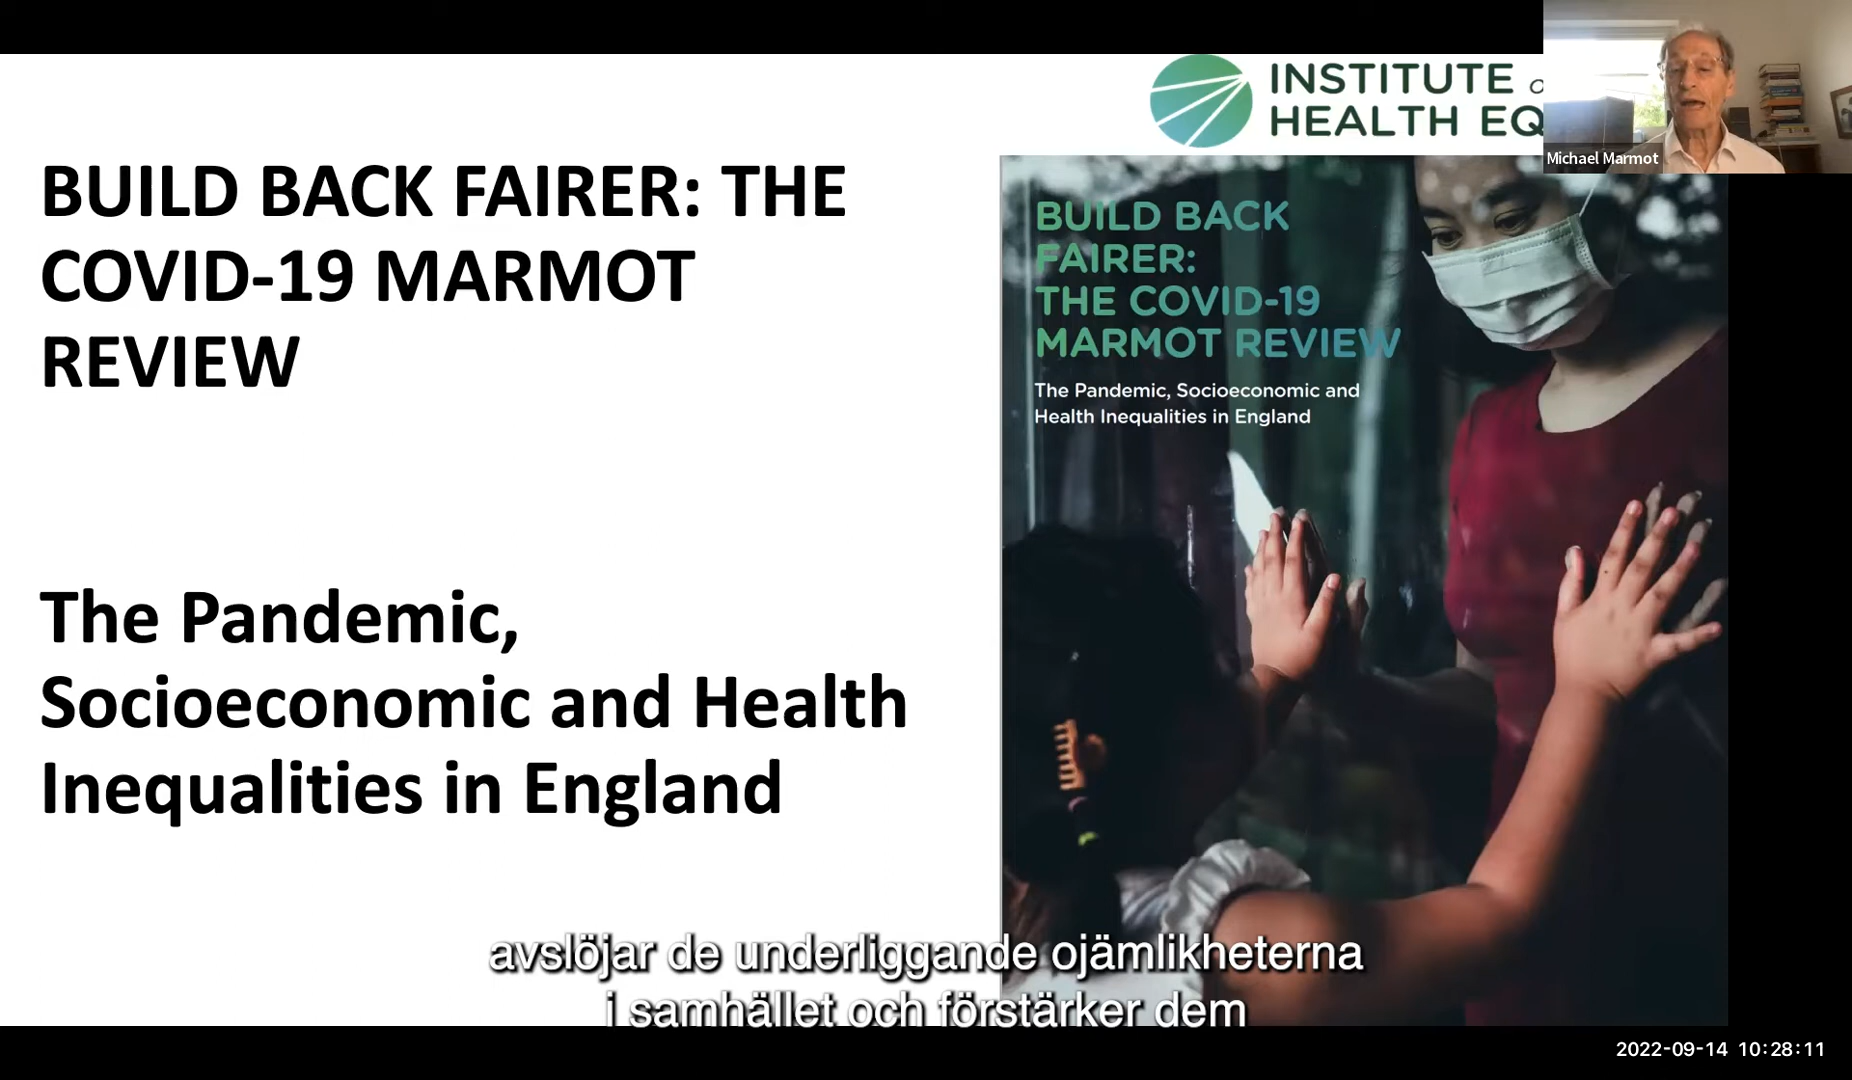 INSTITUTE
HEALTH EQ
Michael Marmot
BUILD BACK FAIRER: THE
COVID-19 MARMOT
REVIEW
The Pandemic,
Socioeconomic and Health
Inequalities in England
BUILD BACK
FAIRER:
THE COVID-19
MARMOT REVIEW
The Pandemic, Socioeconomic and
Health Inequalities in England
avslöjar de underliggande ojämlikheterna
i samhället och förstärker dem
2022-09-14 10:28:11